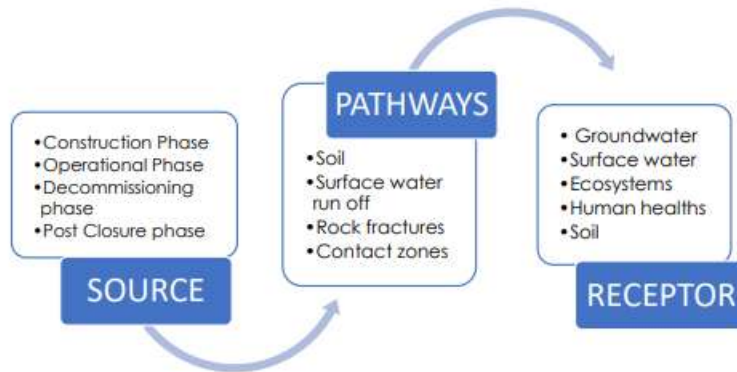 •Construction Phase
•Operational Phase
•Decommissioning
phase
•Post Closure phase
SOURCE
PATHWAYS
•Soil
•Surface water
run off
•Rock fractures
•Contact zones
• Groundwater
•Surface water
•Ecosystems
•Human healths
•Soil
RECEPTOR